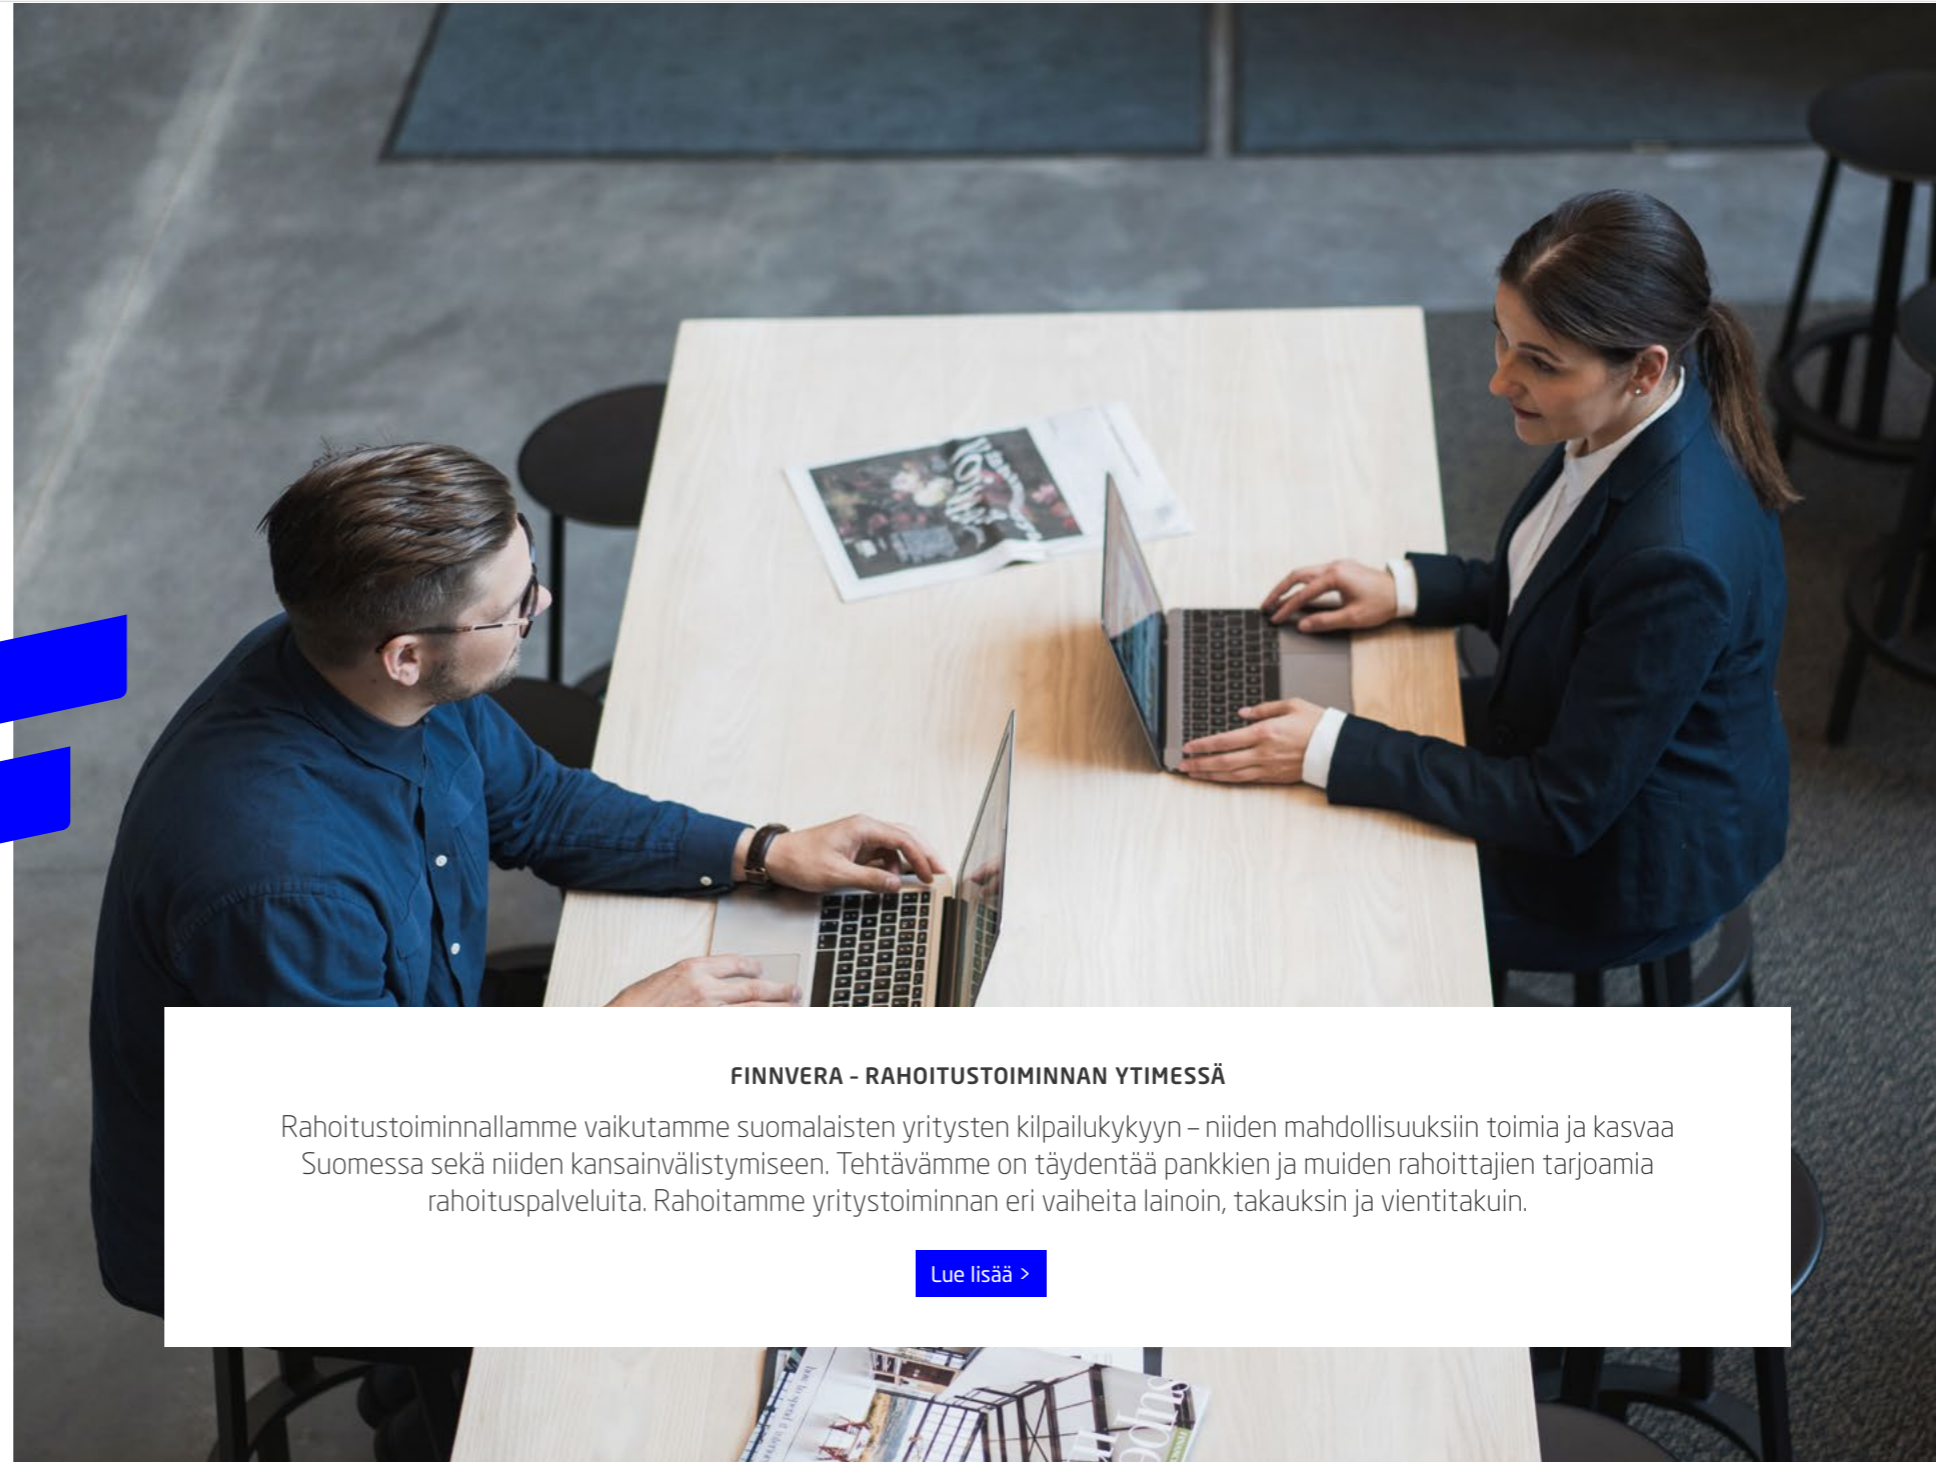 FINNVERA – RAHOITUSTOIMINNAN YTIMESSÄ
Rahoitustoiminnallamme vaikutamme suomalaisten yritysten kilpailukykyyn – niiden mahdollisuuksiin toimia ja kasvaa
Suomessa sekä niiden kansainvälistymiseen. Tehtävämme on täydentää pankkien ja muiden rahoittajien tarjoamia
rahoituspalveluita. Rahoitamme yritystoiminnan eri vaiheita lainoin, takauksin ja vientitakuin.
Lue lisää >